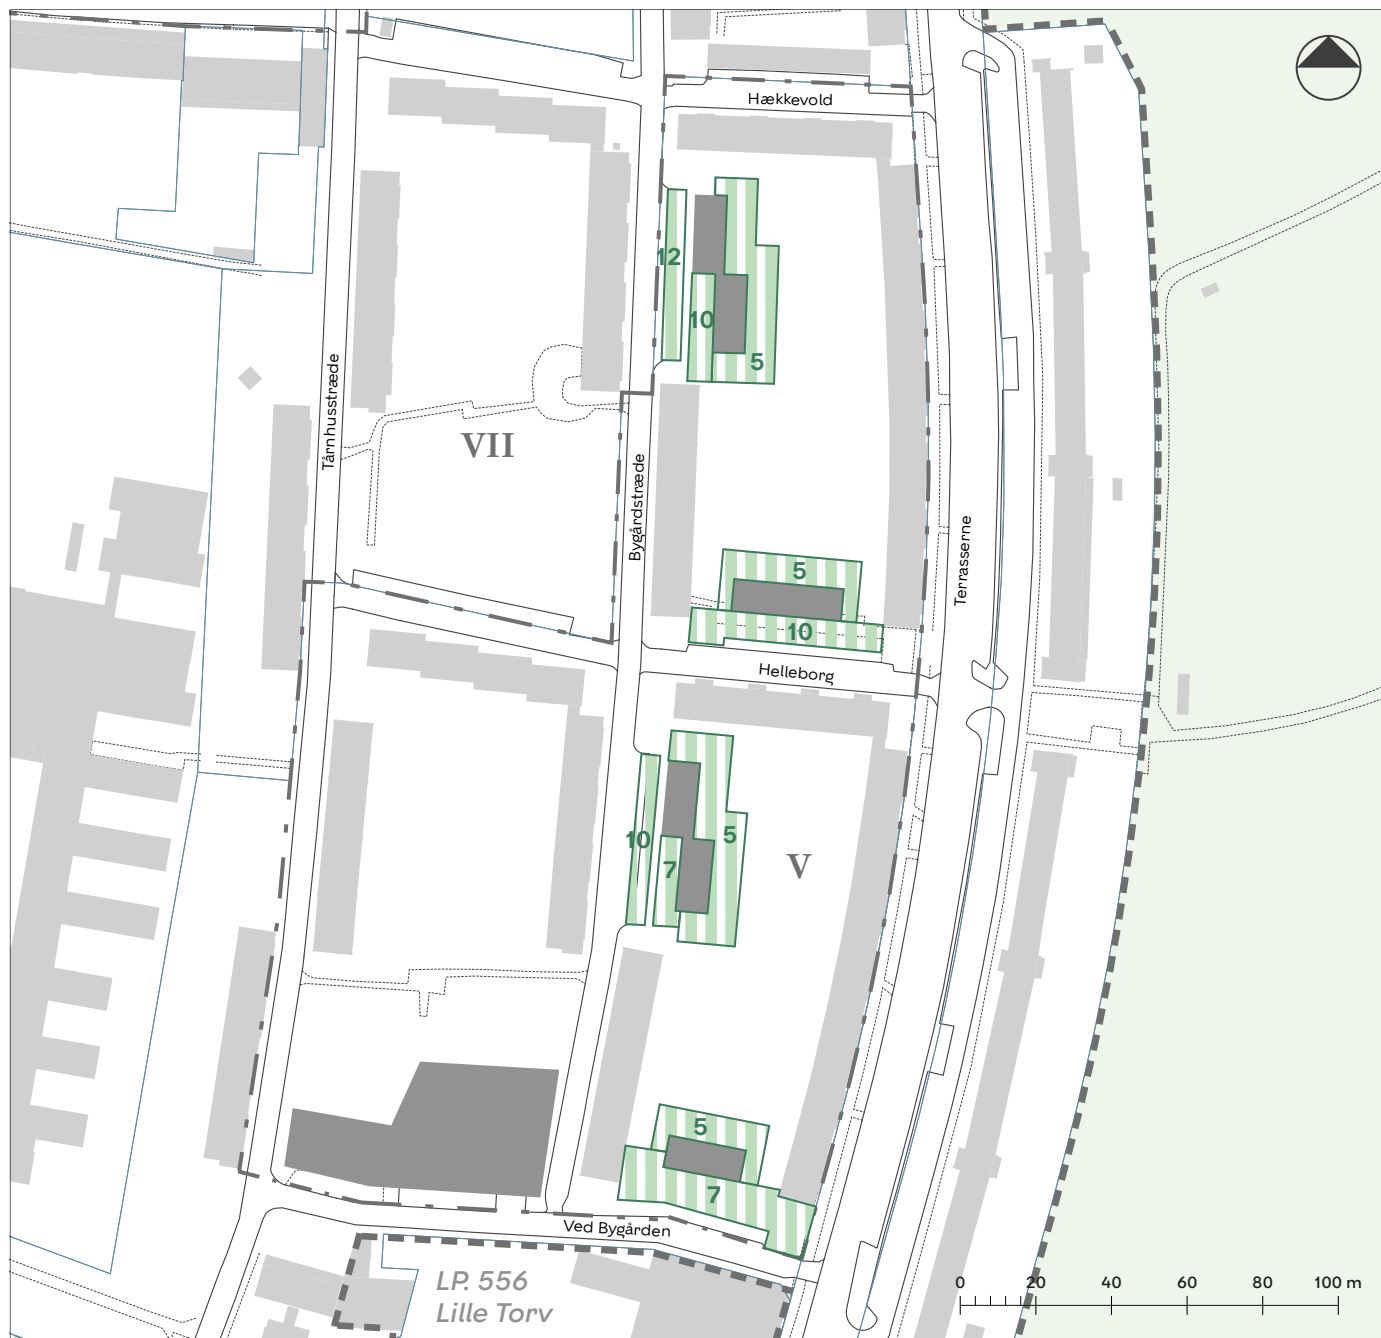 Hækkevold
12
10
5
Tårnhusstræde
VII
Bygårdstræde
Terrasserne
5
10
Helleborg
10
7
5
V
5
7
Ved Bygården
LP. 556
Lille Torv
0 20 40 60 80 100 m